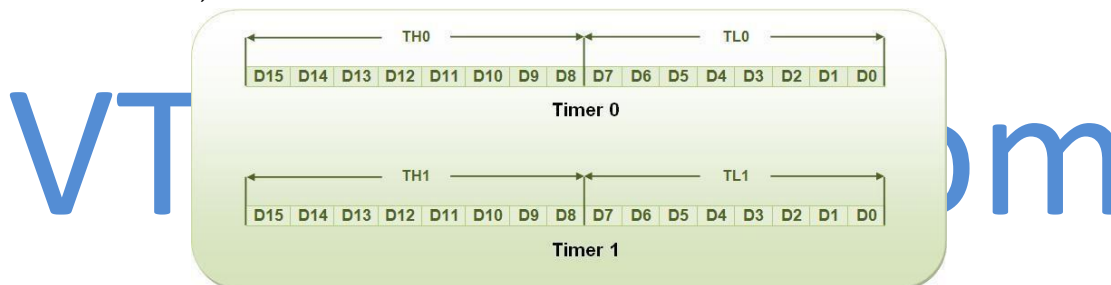 TH0 TL0
D15 D14 D13 D12 D11 D10 D9 D8 D7 D6 D5 D4 D3 D2 D1 D0
Timer 0
VT om
TH1 TL1
D15 D14 D13 D12 D11 D10 D9 D8 D7 D6 D5 D4 D3 D2 D1 D0
Timer 1